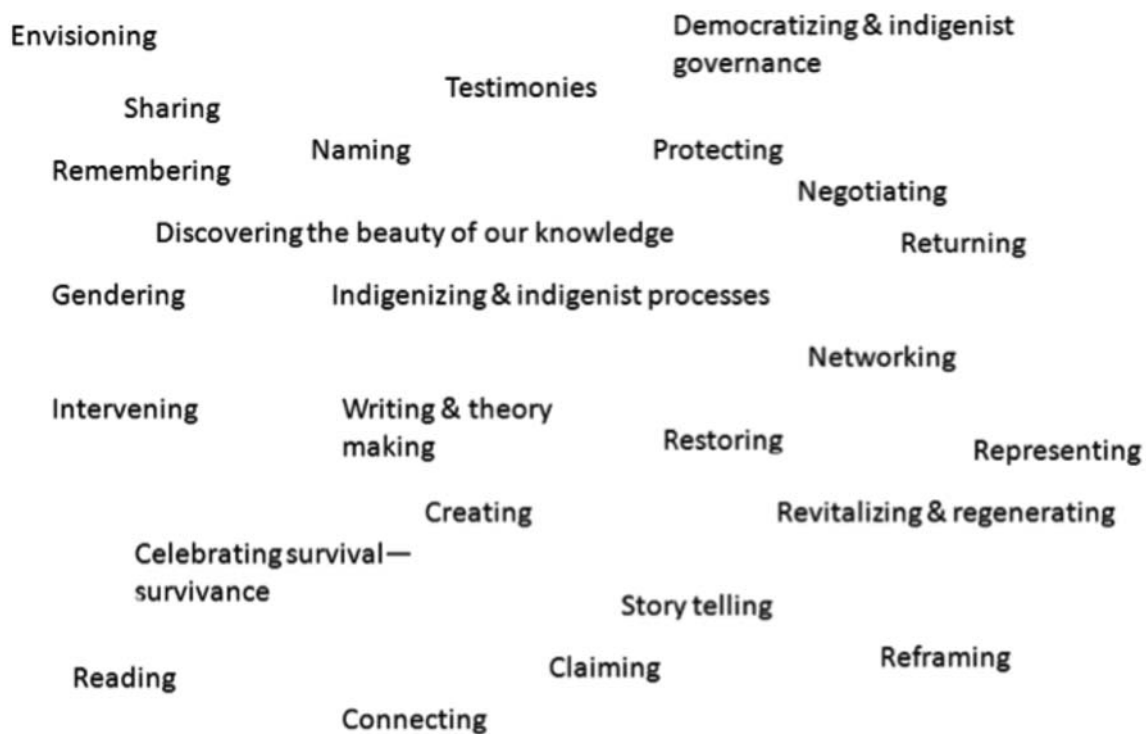 Envisioning
Democratizing & indigenist
governance
Testimonies
Sharing
Naming
Protecting
Remembering
Negotiating
Discovering the beauty of our knowledge
Returning
Gendering
Indigenizing & indigenist processes
Networking
Intervening
Writing & theory
making
Restoring
Representing
Creating
Revitalizing & regenerating
Celebrating survival—
survivance
Story telling
Reframing
Claiming
Reading
Connecting